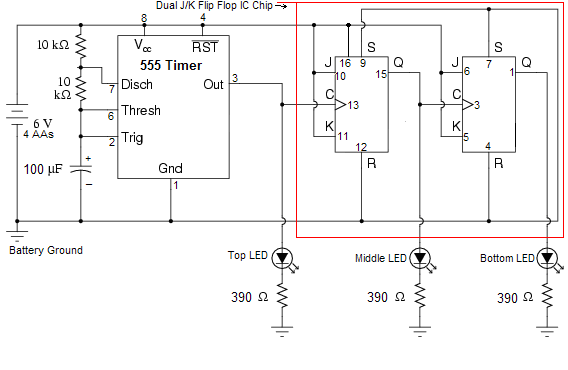 Dual J/K Flip Flop IC Chip
8
4
10 kΩ
Vcc
RST
555 Timer
S
S
J
16
9
Q
J
7
Q
10
15
6
1
10
kΩ
7
Disch
Out
3
C
13
C
3
6
Thresh
6 V
4 AAs
2
Trig
K
11
K
5
12
4
100 µF
+
−
Gnd
R
R
1
Battery Ground
Top LED
Middle LED
Bottom LED
390 Ω
390 Ω
390 Ω